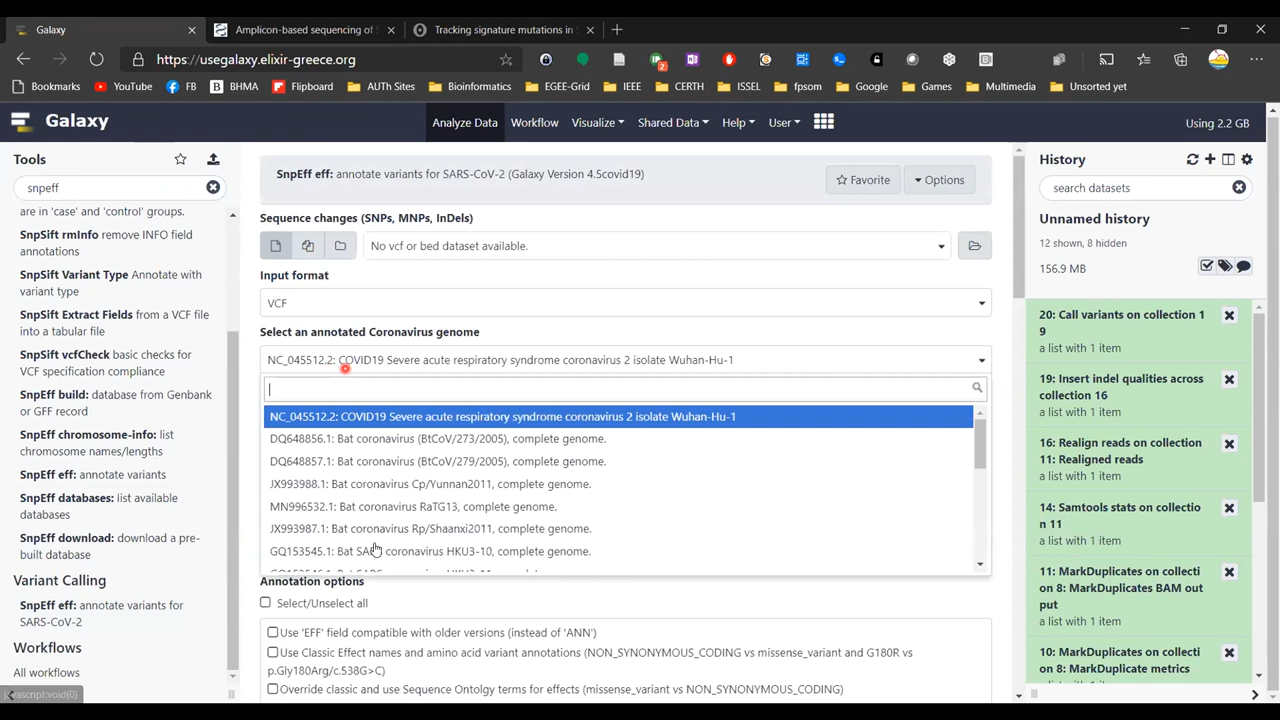 Galaxy
Amplicon-based sequencing of
Tracking signature mutations in
https://usegalaxy.elixir-greece.org
2
Bookmarks
YouTube
FB
BHMA
Flipboard
AUTh Sites
Bioinformatics
EGEE-Grid
IEEE
CERTH
ISSEL
fpsom
Google
Games
Multimedia
Unsorted yet
Galaxy
Analyze Data
Workflow
Visualize
Shared Data
Help
User
Using 2.2 GB
Tools
snpeff
are in 'case' and 'control' groups.
SnpSift rmInfo remove INFO field
annotations
SnpSift Variant Type Annotate with
variant type
SnpSift Extract Fields from a VCF file
into a tabular file
SnpSift vcfCheck basic checks for
VCF specification compliance
SnpEff build: database from Genbank
or GFF record
SnpEff chromosome-info: list
chromosome names/lengths
SnpEff eff: annotate variants
SnpEff databases: list available
databases
SnpEff download: download a pre-
built database
Variant Calling
SnpEff eff: annotate variants for
SARS-CoV-2
Workflows
All workflows
javascript:void(0)
SnpEff eff: annotate variants for SARS-CoV-2 (Galaxy Version 4.5covid19)
Favorite
Options
Sequence changes (SNPs, MNPs, InDels)
No vcf or bed dataset available.
Input format
VCF
Select an annotated Coronavirus genome
NC_045512.2: COVID19 Severe acute respiratory syndrome coronavirus 2 isolate Wuhan-Hu-1
NC_045512.2: COVID19 Severe acute respiratory syndrome coronavirus 2 isolate Wuhan-Hu-1
DQ648856.1: Bat coronavirus (BtCoV/273/2005), complete genome.
DQ648857.1: Bat coronavirus (BtCoV/279/2005), complete genome.
JX993988.1: Bat coronavirus Cp/Yunnan2011, complete genome.
MN996532.1: Bat coronavirus RaTG13, complete genome.
JX993987.1: Bat coronavirus Rp/Shaanxi2011, complete genome.
GQ153545.1: Bat SARS coronavirus HKU3-10, complete genome.
Annotation options
Select/Unselect all
Use 'EFF' field compatible with older versions (instead of 'ANN')
Use Classic Effect names and amino acid variant annotations (NON_SYNONYMOUS_CODING vs missense_variant and G180R vs
p.Gly180Arg/c.538G>C)
Override classic and use Sequence Ontolgy terms for effects (missense_variant vs NON_SYNONYMOUS_CODING)
History
search datasets
Unnamed history
12 shown, 8 hidden
156.9 MB
20: Call variants on collection 1
9
a list with 1 item
19: Insert indel qualities across
collection 16
a list with 1 item
16: Realign reads on collection
11: Realigned reads
a list with 1 item
14: Samtools stats on collectio
n 11
a list with 1 item
11: MarkDuplicates on collecti
on 8: MarkDuplicates BAM out
put
a list with 1 item
10: MarkDuplicates on collecti
on 8: MarkDuplicate metrics
a list with 1 item